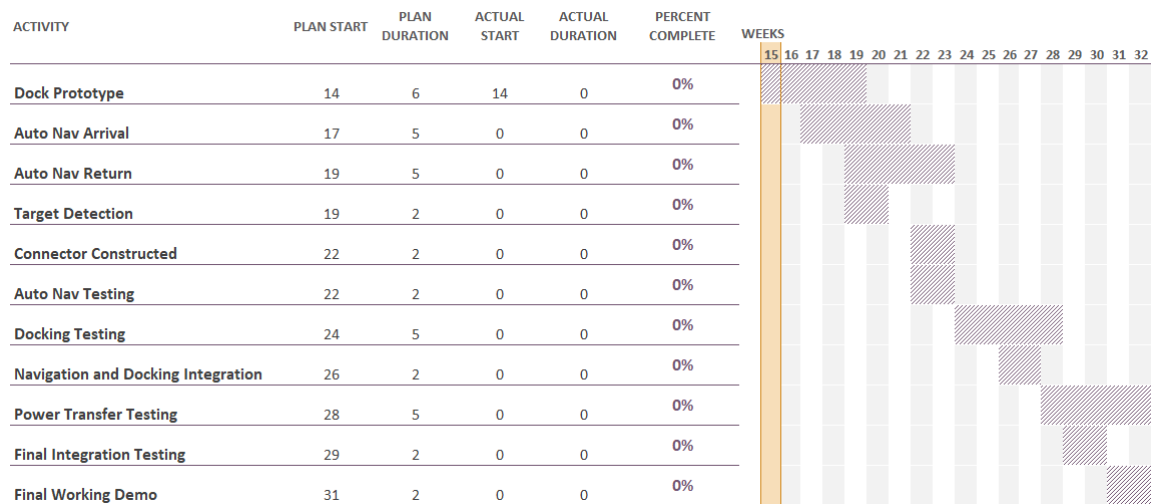 ACTIVITY PLAN START PLAN DURATION ACTUAL START ACTUAL DURATION PERCENT COMPLETE WEEKS
15 16 17 18 19 20 21 22 23 24 25 26 27 28 29 30 31 32
Dock Prototype 14 6 14 0 0%
Auto Nav Arrival 17 5 0 0 0%
Auto Nav Return 19 5 0 0 0%
Target Detection 19 2 0 0 0%
Connector Constructed 22 2 0 0 0%
Auto Nav Testing 22 2 0 0 0%
Docking Testing 24 5 0 0 0%
Navigation and Docking Integration 26 2 0 0 0%
Power Transfer Testing 28 5 0 0 0%
Final Integration Testing 29 2 0 0 0%
Final Working Demo 31 2 0 0 0%